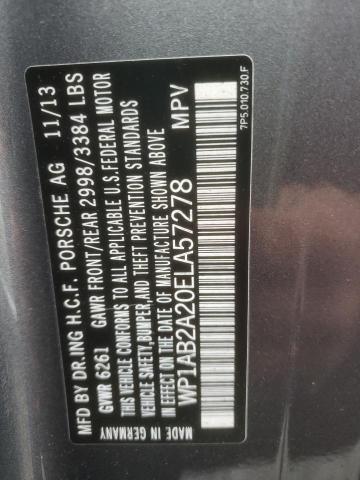 MFD BY DR.ING H.C.F. PORSCHE AG 11/13
GVWR 6261 GAWR FRONT/REAR 2998/3384 LBS
THIS VEHICLE CONFORMS TO ALL APPLICABLE U.S.FEDERAL MOTOR
VEHICLE SAFETY,BUMPER,AND THEFT PREVENTION STANDARDS
IN EFFECT ON THE DATE OF MANUFACTURE SHOWN ABOVE
WP1AB2A20ELA57278 MPV
MADE IN GERMANY
7P5.010.730.F